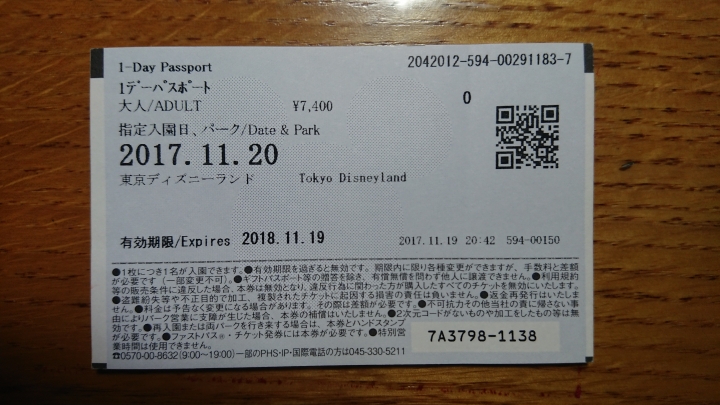 1-Day Passport
2042012-594-00291183-7
1デーパスポート
大人/ADULT ¥7,400
0
指定入園日、パーク/Date & Park
2017.11.20
東京ディズニーランド Tokyo Disneyland
有効期限/Expires 2018.11.19
2017.11.19 20:42 594-00150
●1枚につき1名が入園できます。●有効期限を過ぎると無効です。期限内に限り各種変更ができますが、手数料と差額
が必要です(一部変更不可)。●ギフトパスポート等の贈答を除き、有償無償を問わず他人に譲渡できません。●利用規約
等の販売条件に違反した場合、本券は無効となり、違反行為に関わった方が購入したすべてのチケットを無効にいたします。
●盗難紛失等や不正目的で加工、複製されたチケットに起因する損害の責任は負いません。●返金再発行はいたしま
せん。●料金は予告なく変更になる場合があります。その際は差額が必要です。●不可抗力その他当社の責に帰さない事
由によりパーク営業に支障が生じた場合、本券の補償はいたしません。●2次元コードがないものや加工をしたもの等は無
効です。●再入園または両パークを行き来する場合は、本券とハンドスタンプ
が必要です。●ファストパス®・チケット発券には本券が必要です。●特別営
業時間は使用できません。
☎0570-00-8632(9:00~19:00)一部のPHS・IP・国際電話の方は045-330-5211
7A3798-1138